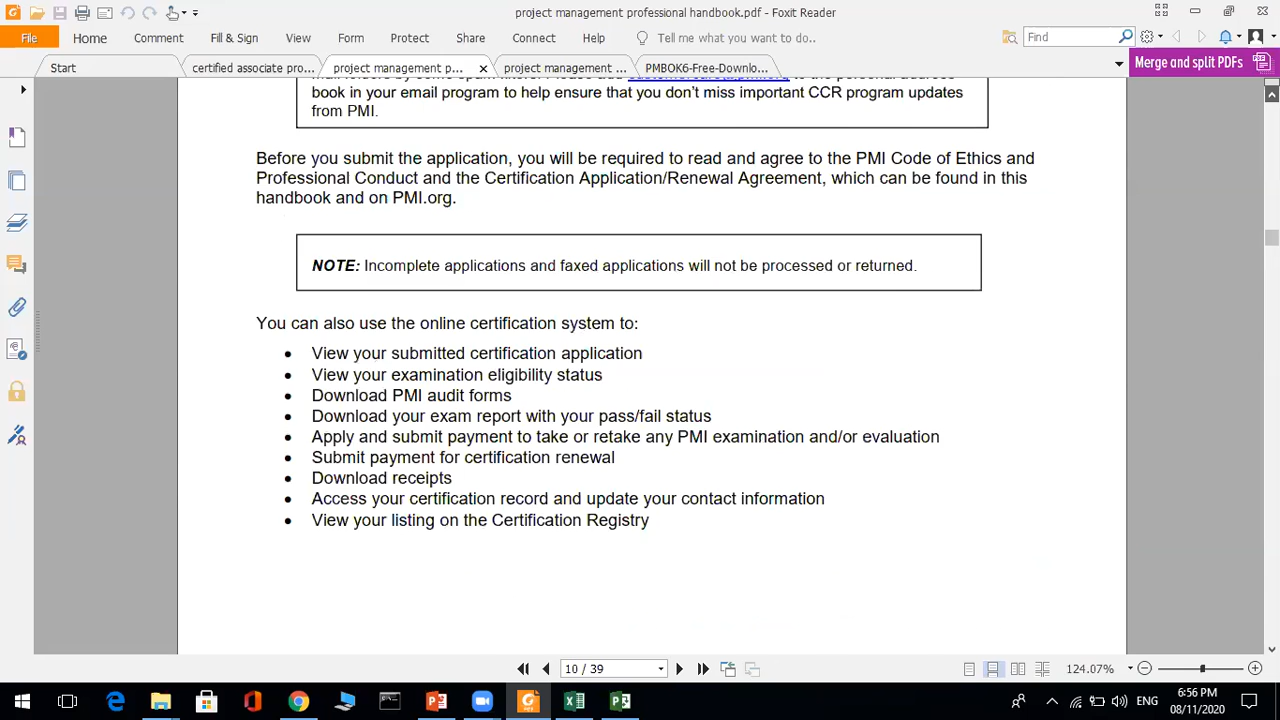 project management professional handbook.pdf - Foxit Reader
File Home Comment Fill & Sign View Form Protect Share Connect Help Tell me what you want to do.. Find
Start certified associate pro... project management p... project management ... PMBOK6-Free-Downlo... Merge and split PDFs
book in your email program to help ensure that you don't miss important CCR program updates
from PMI.
Before you submit the application, you will be required to read and agree to the PMI Code of Ethics and
Professional Conduct and the Certification Application/Renewal Agreement, which can be found in this
handbook and on PMI.org.
NOTE: Incomplete applications and faxed applications will not be processed or returned.
You can also use the online certification system to:
• View your submitted certification application
• View your examination eligibility status
• Download PMI audit forms
• Download your exam report with your pass/fail status
• Apply and submit payment to take or retake any PMI examination and/or evaluation
• Submit payment for certification renewal
• Download receipts
• Access your certification record and update your contact information
• View your listing on the Certification Registry
10 / 39 124.07%
ENG
6:56 PM
08/11/2020